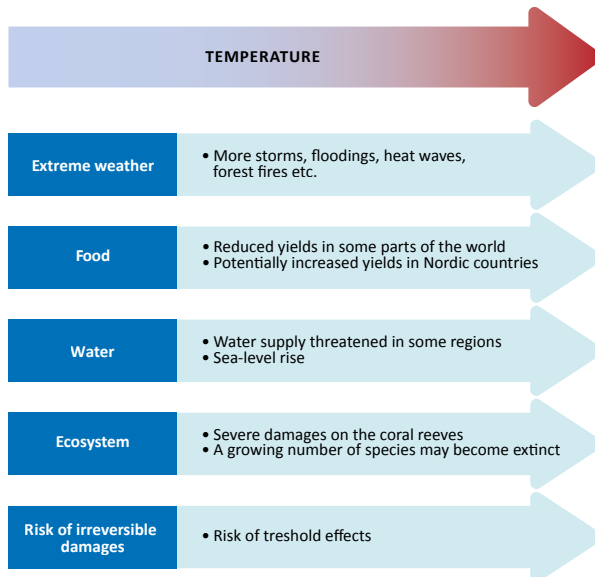 TEMPERATURE
Extreme weather
• More storms, floodings, heat waves,
forest fires etc.
Food
• Reduced yields in some parts of the world
• Potentially increased yields in Nordic countries
Water
• Water supply threatened in some regions
• Sea-level rise
Ecosystem
• Severe damages on the coral reeves
• A growing number of species may become extinct
Risk of irreversible
damages
• Risk of treshold effects